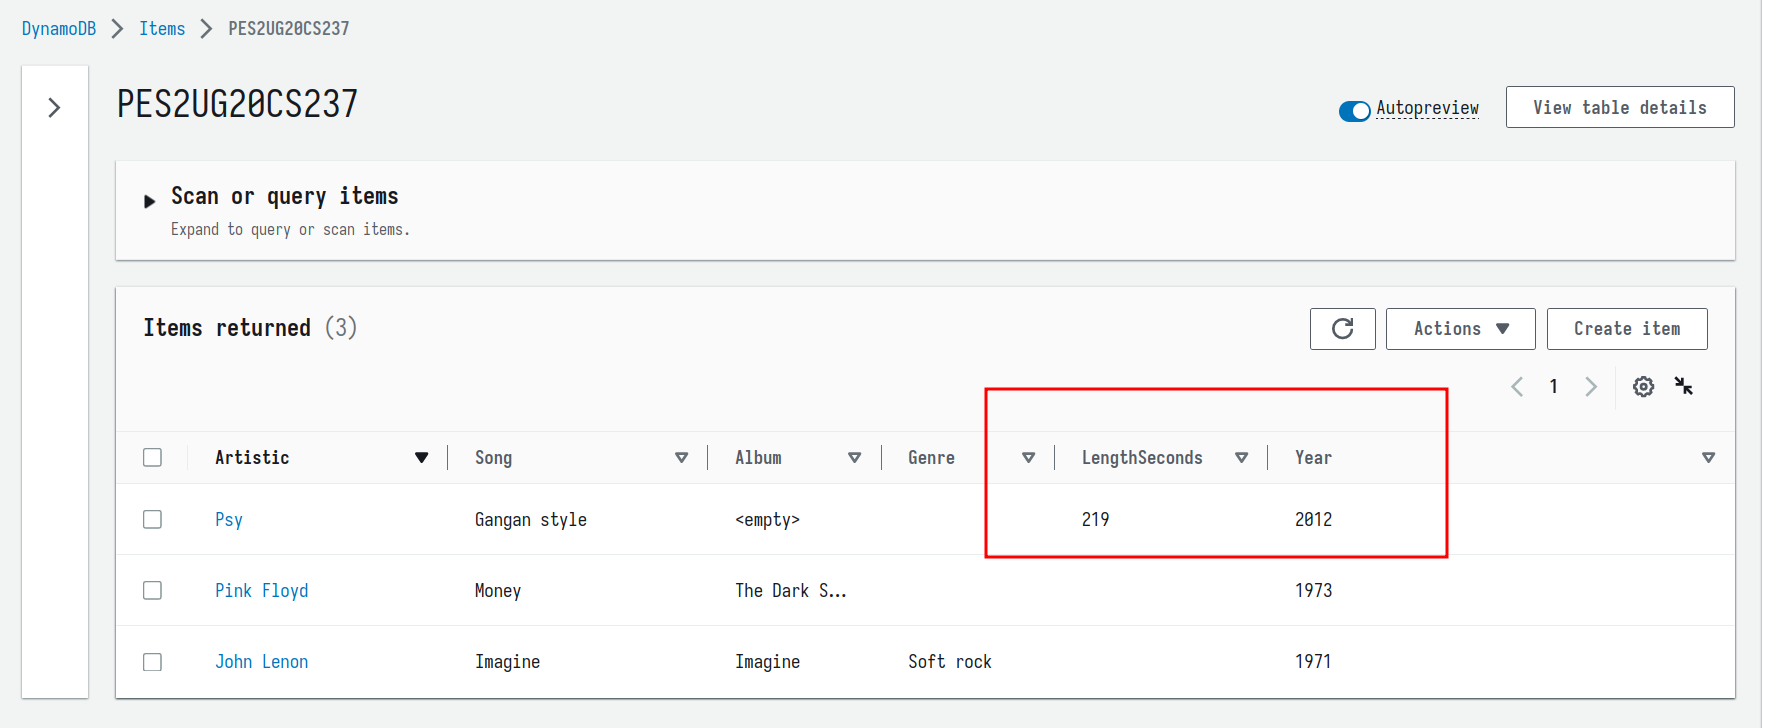 DynamoDB > Items > PES2UG20CS237
PES2UG20CS237
Autopreview
View table details
Scan or query items
Expand to query or scan items.
Items returned (3)
Actions
Create item
1
Artistic Song Album Genre LengthSeconds Year
Psy Gangan style <empty> 219 2012
Pink Floyd Money The Dark S... 1973
John Lenon Imagine Imagine Soft rock 1971